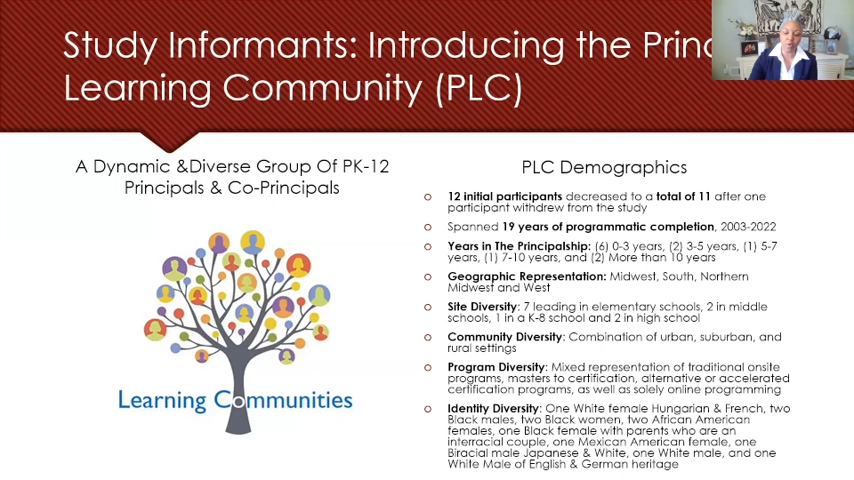 Study Informants: Introducing the
Learning Community (PLC)
A Dynamic &Diverse Group Of PK-12
Principals & Co-Principals
Learning Communities
PLC Demographics
12 initial participants decreased to a total of 11 after one
participant withdrew from the study
Spanned 19 years of programmatic completion, 2003-2022
Years in The Principalship: (6) 0-3 years, (2) 3-5 years, (1) 5-7
years, (1) 7-10 years, and (2) More than 10 years
Geographic Representation: Midwest, South, Northern
Midwest and West
Site Diversity: 7 leading in elementary schools, 2 in middle
schools, 1 in a K-8 school and 2 in high school
Community Diversity: Combination of urban, suburban, and
rural settings
Program Diversity: Mixed representation of traditional onsite
programs, masters to certification, alternative or accelerated
certification programs, as well as solely online programming
Identity Diversity: One White female Hungarian & French, two
Black males, two Black women, two African American
females, one Black female with parents who are an
interracial couple, one Mexican American female, one
Biracial male Japanese & White, one White male, and one
White Male of English & German heritage